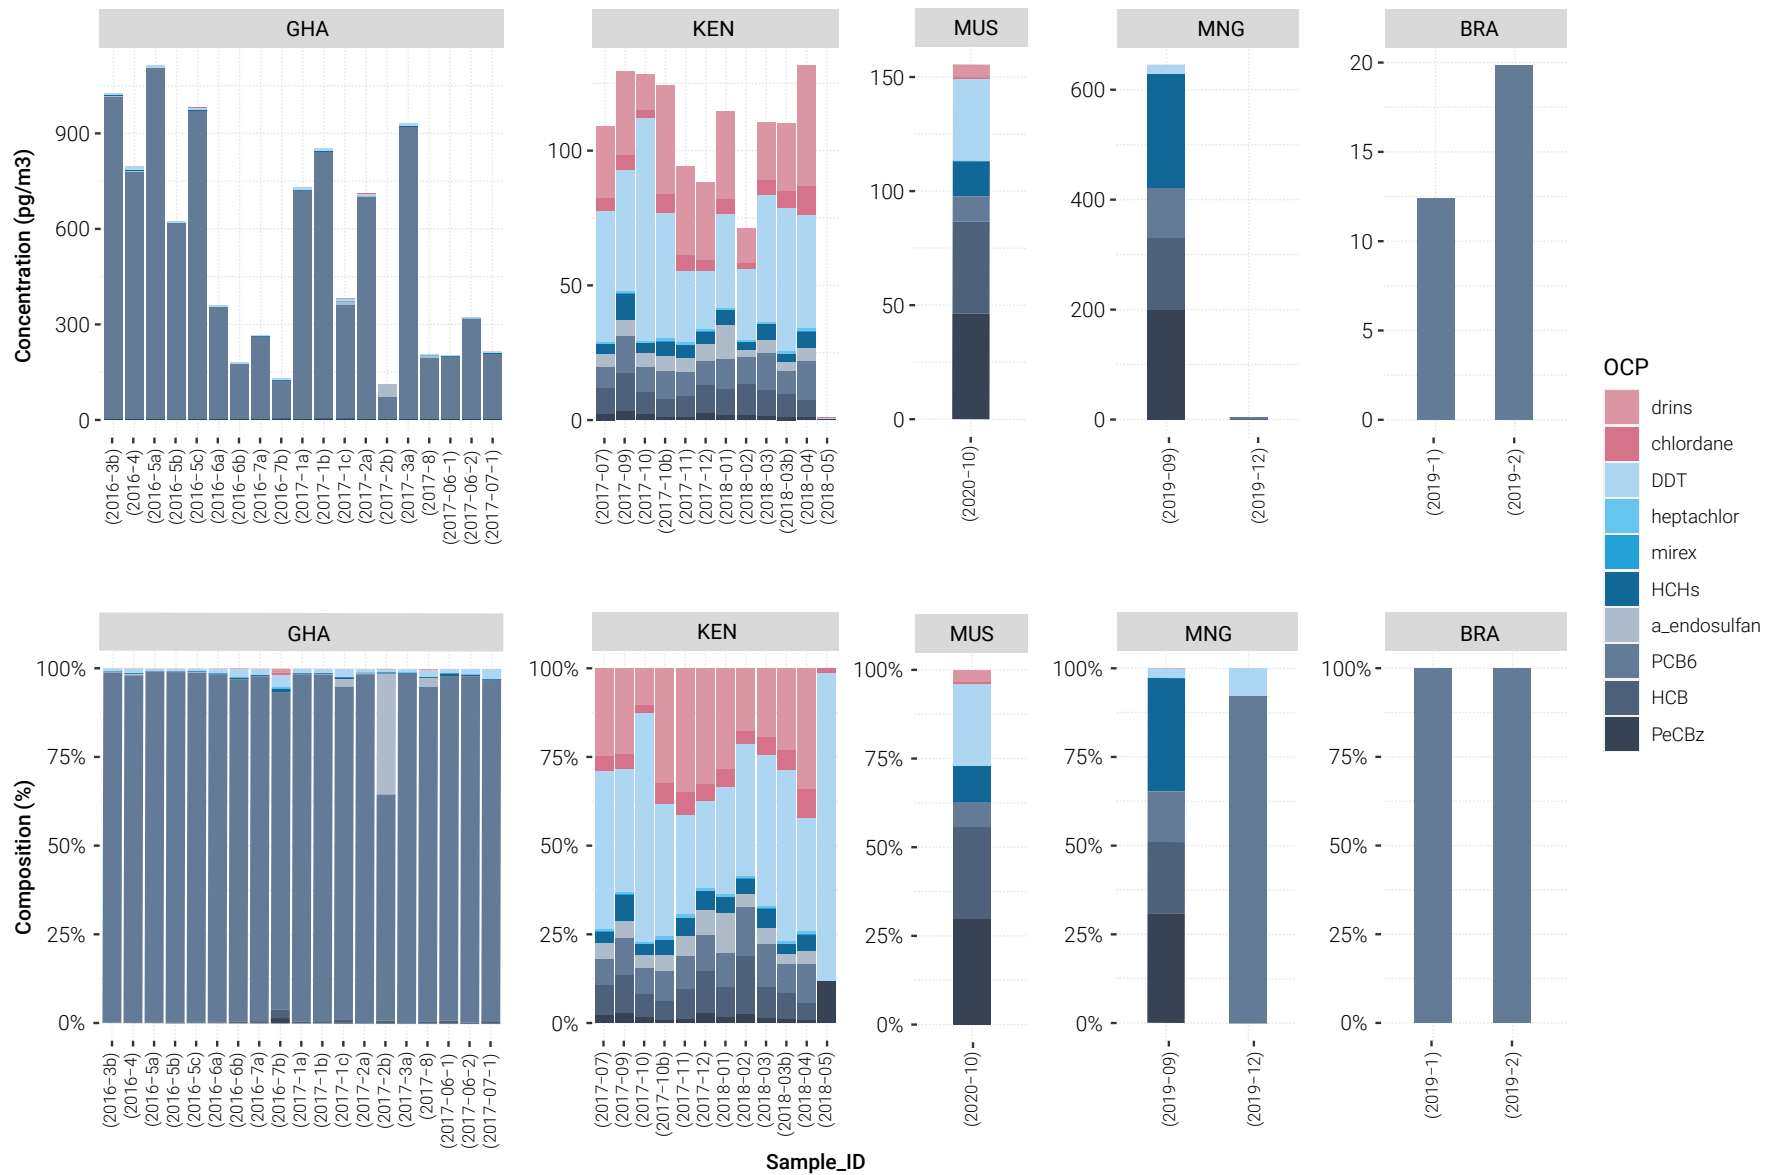 GHA
KEN
MUS
MNG
BRA
Concentration (pg/m3)
900
600
300
0
100
50
0
150
100
50
0
600
400
200
0
20
15
10
5
0
(2016-3b)
(2016-4)
(2016-5a)
(2016-5b)
(2016-5c)
(2016-6a)
(2016-6b)
(2016-7a)
(2016-7b)
(2017-1a)
(2017-1b)
(2017-1c)
(2017-2a)
(2017-2b)
(2017-3a)
(2017-8)
(2017-06-1)
(2017-06-2)
(2017-07-1)
(2017-07)
(2017-09)
(2017-10)
(2017-10b)
(2017-11)
(2017-12)
(2018-01)
(2018-02)
(2018-03)
(2018-03b)
(2018-04)
(2018-05)
(2020-10)
(2019-09)
(2019-12)
(2019-1)
(2019-2)
OCP
drins
chlordane
DDT
heptachlor
mirex
HCHs
a_endosulfan
PCB6
HCB
PeCBz
GHA
KEN
MUS
MNG
BRA
Composition (%)
100%
75%
50%
25%
0%
100%
75%
50%
25%
0%
100%
75%
50%
25%
0%
100%
75%
50%
25%
0%
100%
75%
50%
25%
0%
(2016-3b)
(2016-4)
(2016-5a)
(2016-5b)
(2016-5c)
(2016-6a)
(2016-6b)
(2016-7a)
(2016-7b)
(2017-1a)
(2017-1b)
(2017-1c)
(2017-2a)
(2017-2b)
(2017-3a)
(2017-8)
(2017-06-1)
(2017-06-2)
(2017-07-1)
(2017-07)
(2017-09)
(2017-10)
(2017-10b)
(2017-11)
(2017-12)
(2018-01)
(2018-02)
(2018-03)
(2018-03b)
(2018-04)
(2018-05)
(2020-10)
(2019-09)
(2019-12)
(2019-1)
(2019-2)
Sample_ID